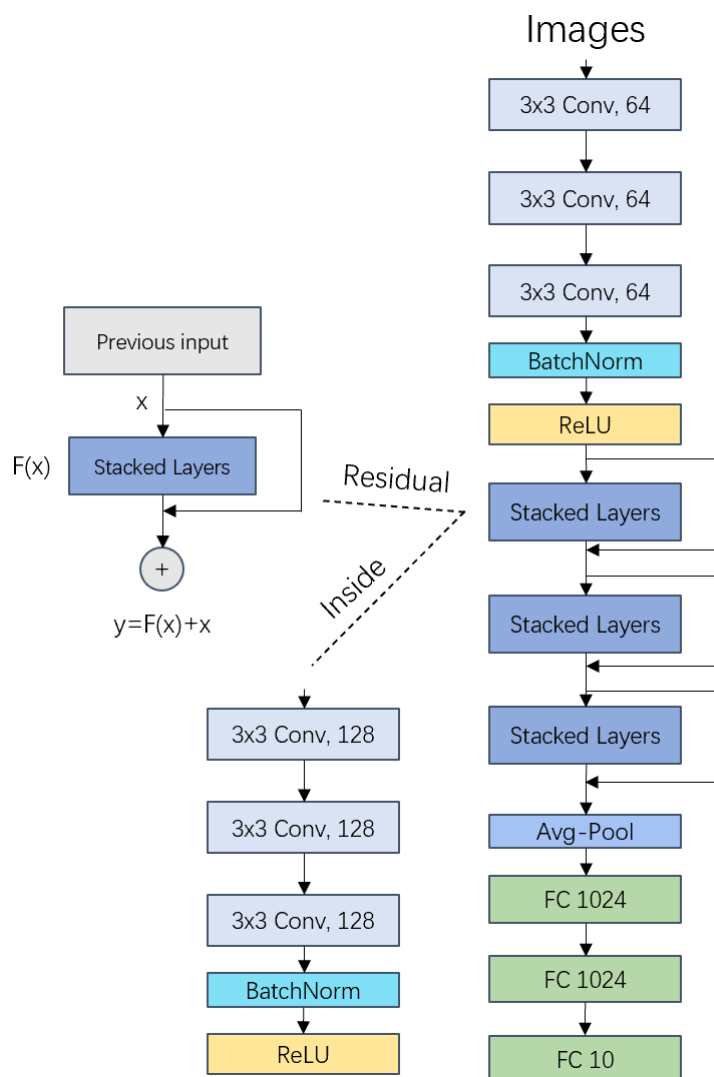 Images
3x3 Conv, 64
3x3 Conv, 64
3x3 Conv, 64
BatchNorm
ReLU
Stacked Layers
Stacked Layers
Stacked Layers
Avg-Pool
FC 1024
FC 1024
FC 10
Previous input
x
F(x)
Stacked Layers
+
y=F(x)+x
Residual
Inside
3x3 Conv, 128
3x3 Conv, 128
3x3 Conv, 128
BatchNorm
ReLU